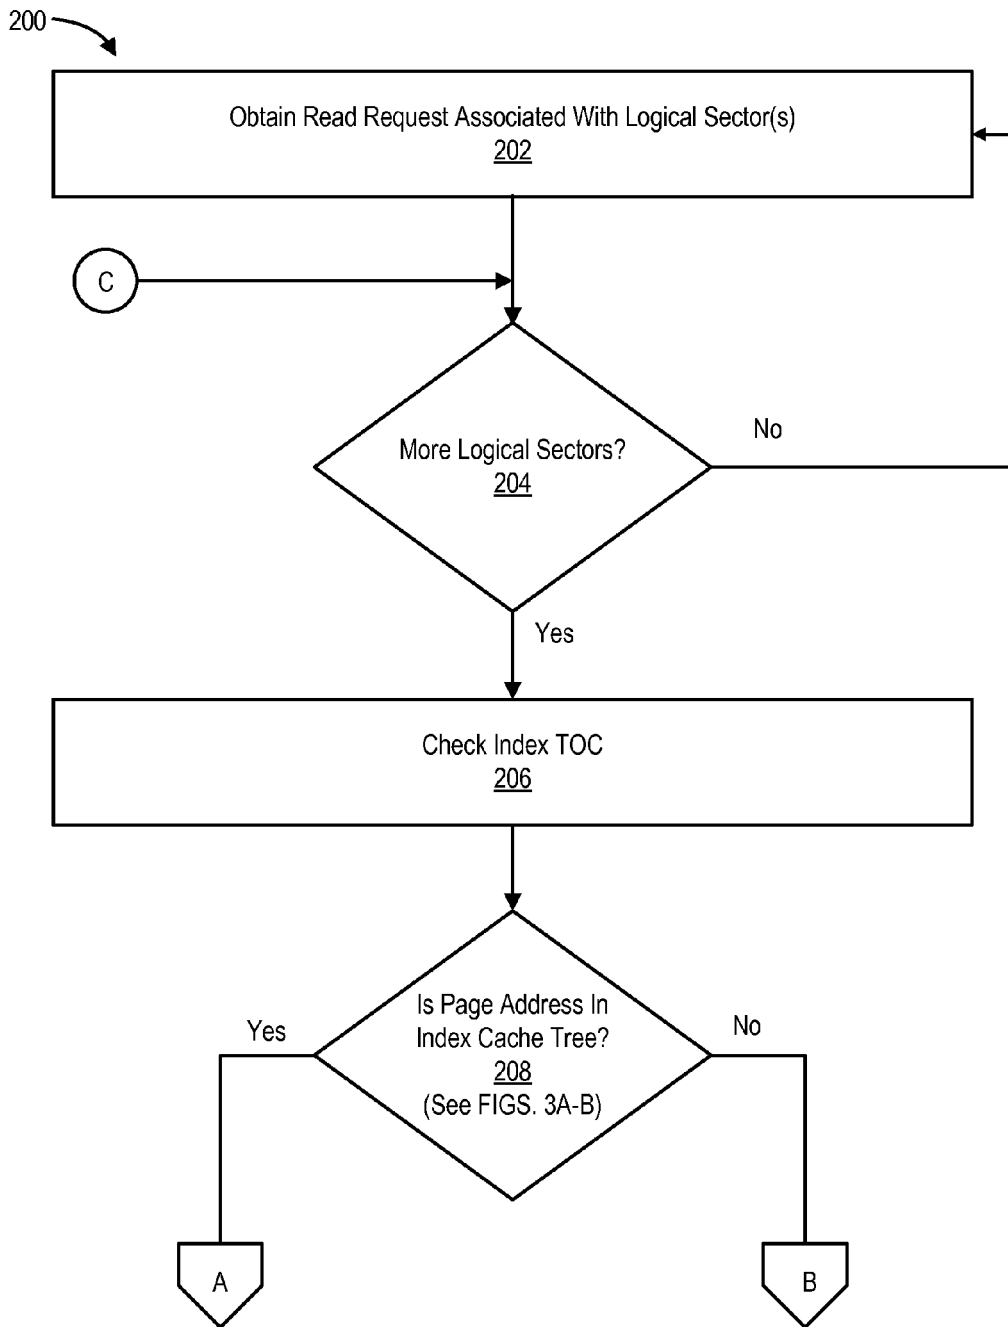 200
Obtain Read Request Associated With Logical Sector(s)
202
C
More Logical Sectors?
204
No
Yes
Check Index TOC
206
Is Page Address In
Index Cache Tree?
208
(See FIGS. 3A-B)
Yes
No
A
B